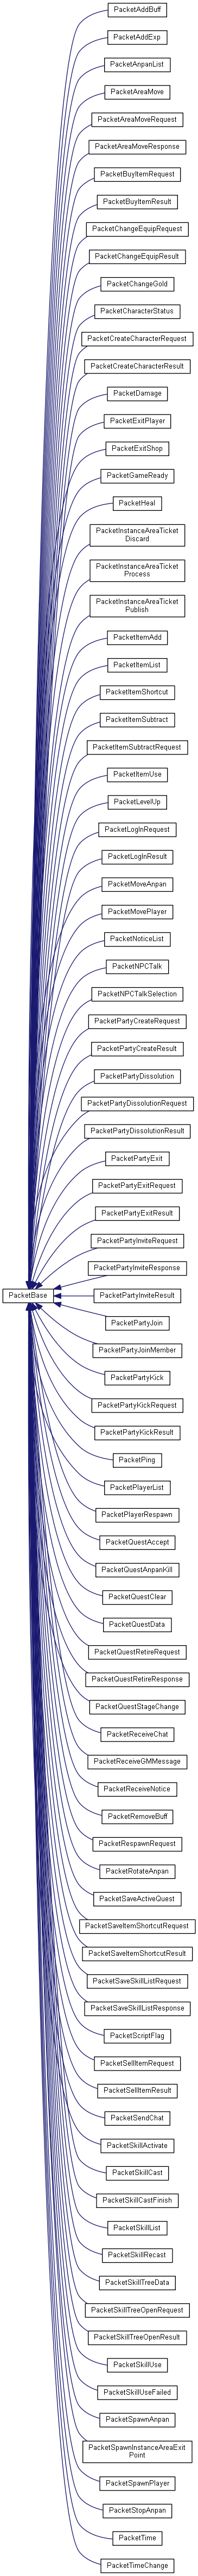 PacketAddBuff
PacketAddExp
PacketAnpanList
PacketAreaMove
PacketAreaMoveRequest
PacketAreaMoveResponse
PacketBuyItemRequest
PacketBuyItemResult
PacketChangeEquipRequest
PacketChangeEquipResult
PacketChangeGold
PacketCharacterStatus
PacketCreateCharacterRequest
PacketCreateCharacterResult
PacketDamage
PacketExitPlayer
PacketExitShop
PacketGameReady
PacketHeal
PacketInstanceAreaTicket
Discard
PacketInstanceAreaTicket
Process
PacketInstanceAreaTicket
Publish
PacketItemAdd
PacketItemList
PacketItemShortcut
PacketItemSubtract
PacketItemSubtractRequest
PacketItemUse
PacketLevelUp
PacketLogInRequest
PacketLogInResult
PacketMoveAnpan
PacketMovePlayer
PacketNoticeList
PacketNPCTalk
PacketNPCTalkSelection
PacketPartyCreateRequest
PacketPartyCreateResult
PacketPartyDissolution
PacketPartyDissolutionRequest
PacketPartyDissolutionResult
PacketPartyExit
PacketPartyExitRequest
PacketPartyExitResult
PacketPartyInviteRequest
PacketPartyInviteResponse
PacketBase
PacketPartyInviteResult
PacketPartyJoin
PacketPartyJoinMember
PacketPartyKick
PacketPartyKickRequest
PacketPartyKickResult
PacketPing
PacketPlayerList
PacketPlayerRespawn
PacketQuestAccept
PacketQuestAnpanKill
PacketQuestClear
PacketQuestData
PacketQuestRetireRequest
PacketQuestRetireResponse
PacketQuestStageChange
PacketReceiveChat
PacketReceiveGMMessage
PacketReceiveNotice
PacketRemoveBuff
PacketRespawnRequest
PacketRotateAnpan
PacketSaveActiveQuest
PacketSaveItemShortcutRequest
PacketSaveItemShortcutResult
PacketSaveSkillListRequest
PacketSaveSkillListResponse
PacketScriptFlag
PacketSellItemRequest
PacketSellItemResult
PacketSendChat
PacketSkillActivate
PacketSkillCast
PacketSkillCastFinish
PacketSkillList
PacketSkillRecast
PacketSkillTreeData
PacketSkillTreeOpenRequest
PacketSkillTreeOpenResult
PacketSkillUse
PacketSkillUseFailed
PacketSpawnAnpan
PacketSpawnInstanceAreaExit
Point
PacketSpawnPlayer
PacketStopAnpan
PacketTime
PacketTimeChange